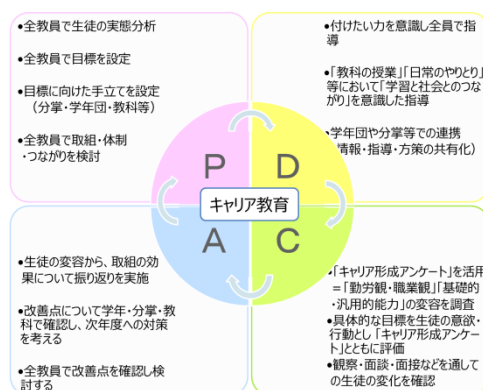 •全教員で生徒の実態分析
•全教員で目標を設定
•目標に向けた手立てを設定
（分掌・学年団・教科等）
•全教員で取組・体制
・つながりを検討
•付けたい力を意識し全員で指
導
•「教科の授業」「日常のやりとり」
等において「学習と社会とのつな
がり」を意識した指導
•学年団や分掌等での連携
（情報・指導・方策の共有化）
P
D
キャリア教育
A
C
•生徒の変容から、取組の効
果について振り返りを実施
•改善点について学年・分掌・教
科で確認し、次年度への対策
を考える
•全教員で改善点を確認し検
討する
•「キャリア形成アンケート」を活用
＝「勤労観・職業観」「基礎的
・汎用的能力」の変容を調査
•具体的な目標を生徒の意欲・
行動とし「キャリア形成アンケー
ト」とともに評価
•観察・面談・面接などを通して
の生徒の変化を確認